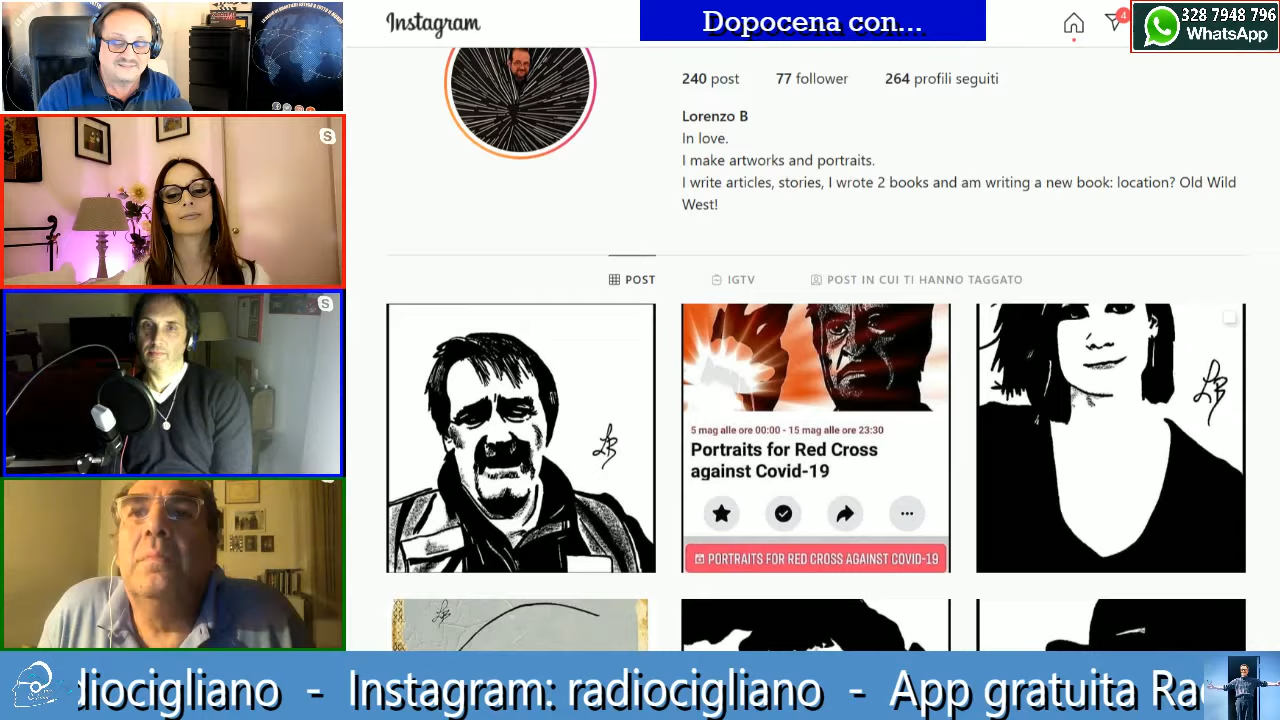 Instagram
Dopocena con...
4
328 7948 796
WhatsApp
240 post
77 follower
264 profili seguiti
Lorenzo B
In love.
I make artworks and portraits.
I write articles, stories, I wrote 2 books and am writing a new book: location? Old Wild
West!
POST
IGTV
POST IN CUI TI HANNO TAGGATO
LB
5 mag alle ore 00:00 - 15 mag alle ore 23:30
Portraits for Red Cross
against Covid-19
PORTRAITS FOR RED CROSS AGAINST COVID-19
LB
LB
diocigliano - Instagram: radiocigliano - App gratuita Ra